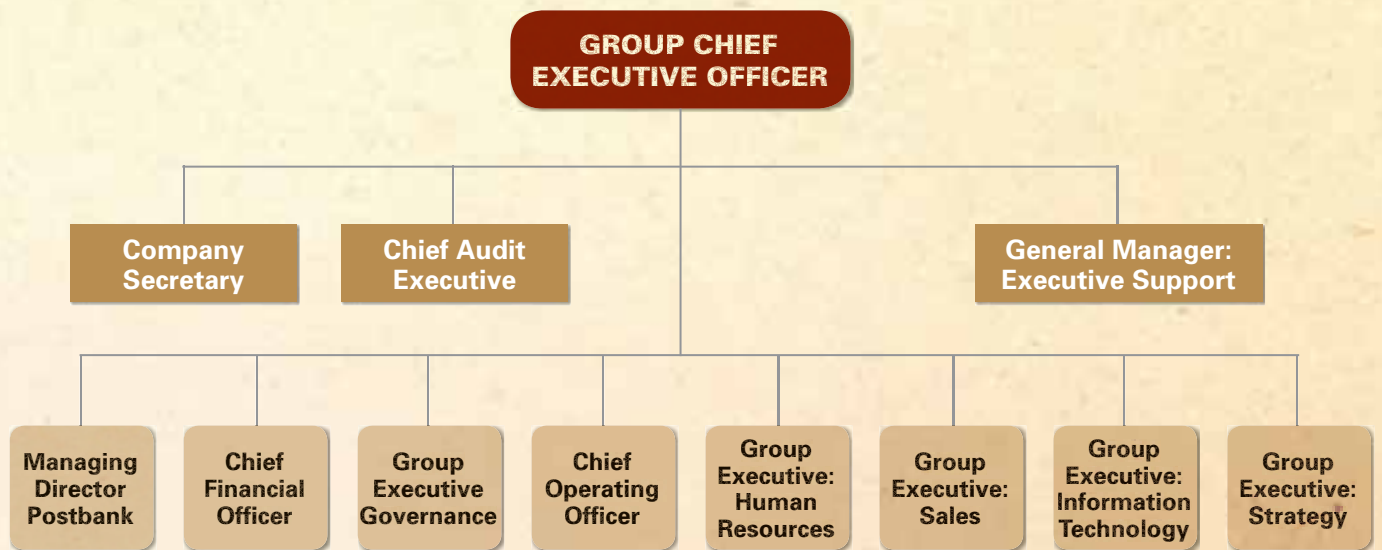 GROUP CHIEF
EXECUTIVE OFFICER
Company
Secretary
Chief Audit
Executive
General Manager:
Executive Support
Managing
Director
Postbank
Chief
Financial
Officer
Group
Executive
Governance
Chief
Operating
Officer
Group
Executive:
Human
Resources
Group
Executive:
Sales
Group
Executive:
Information
Technology
Group
Executive:
Strategy